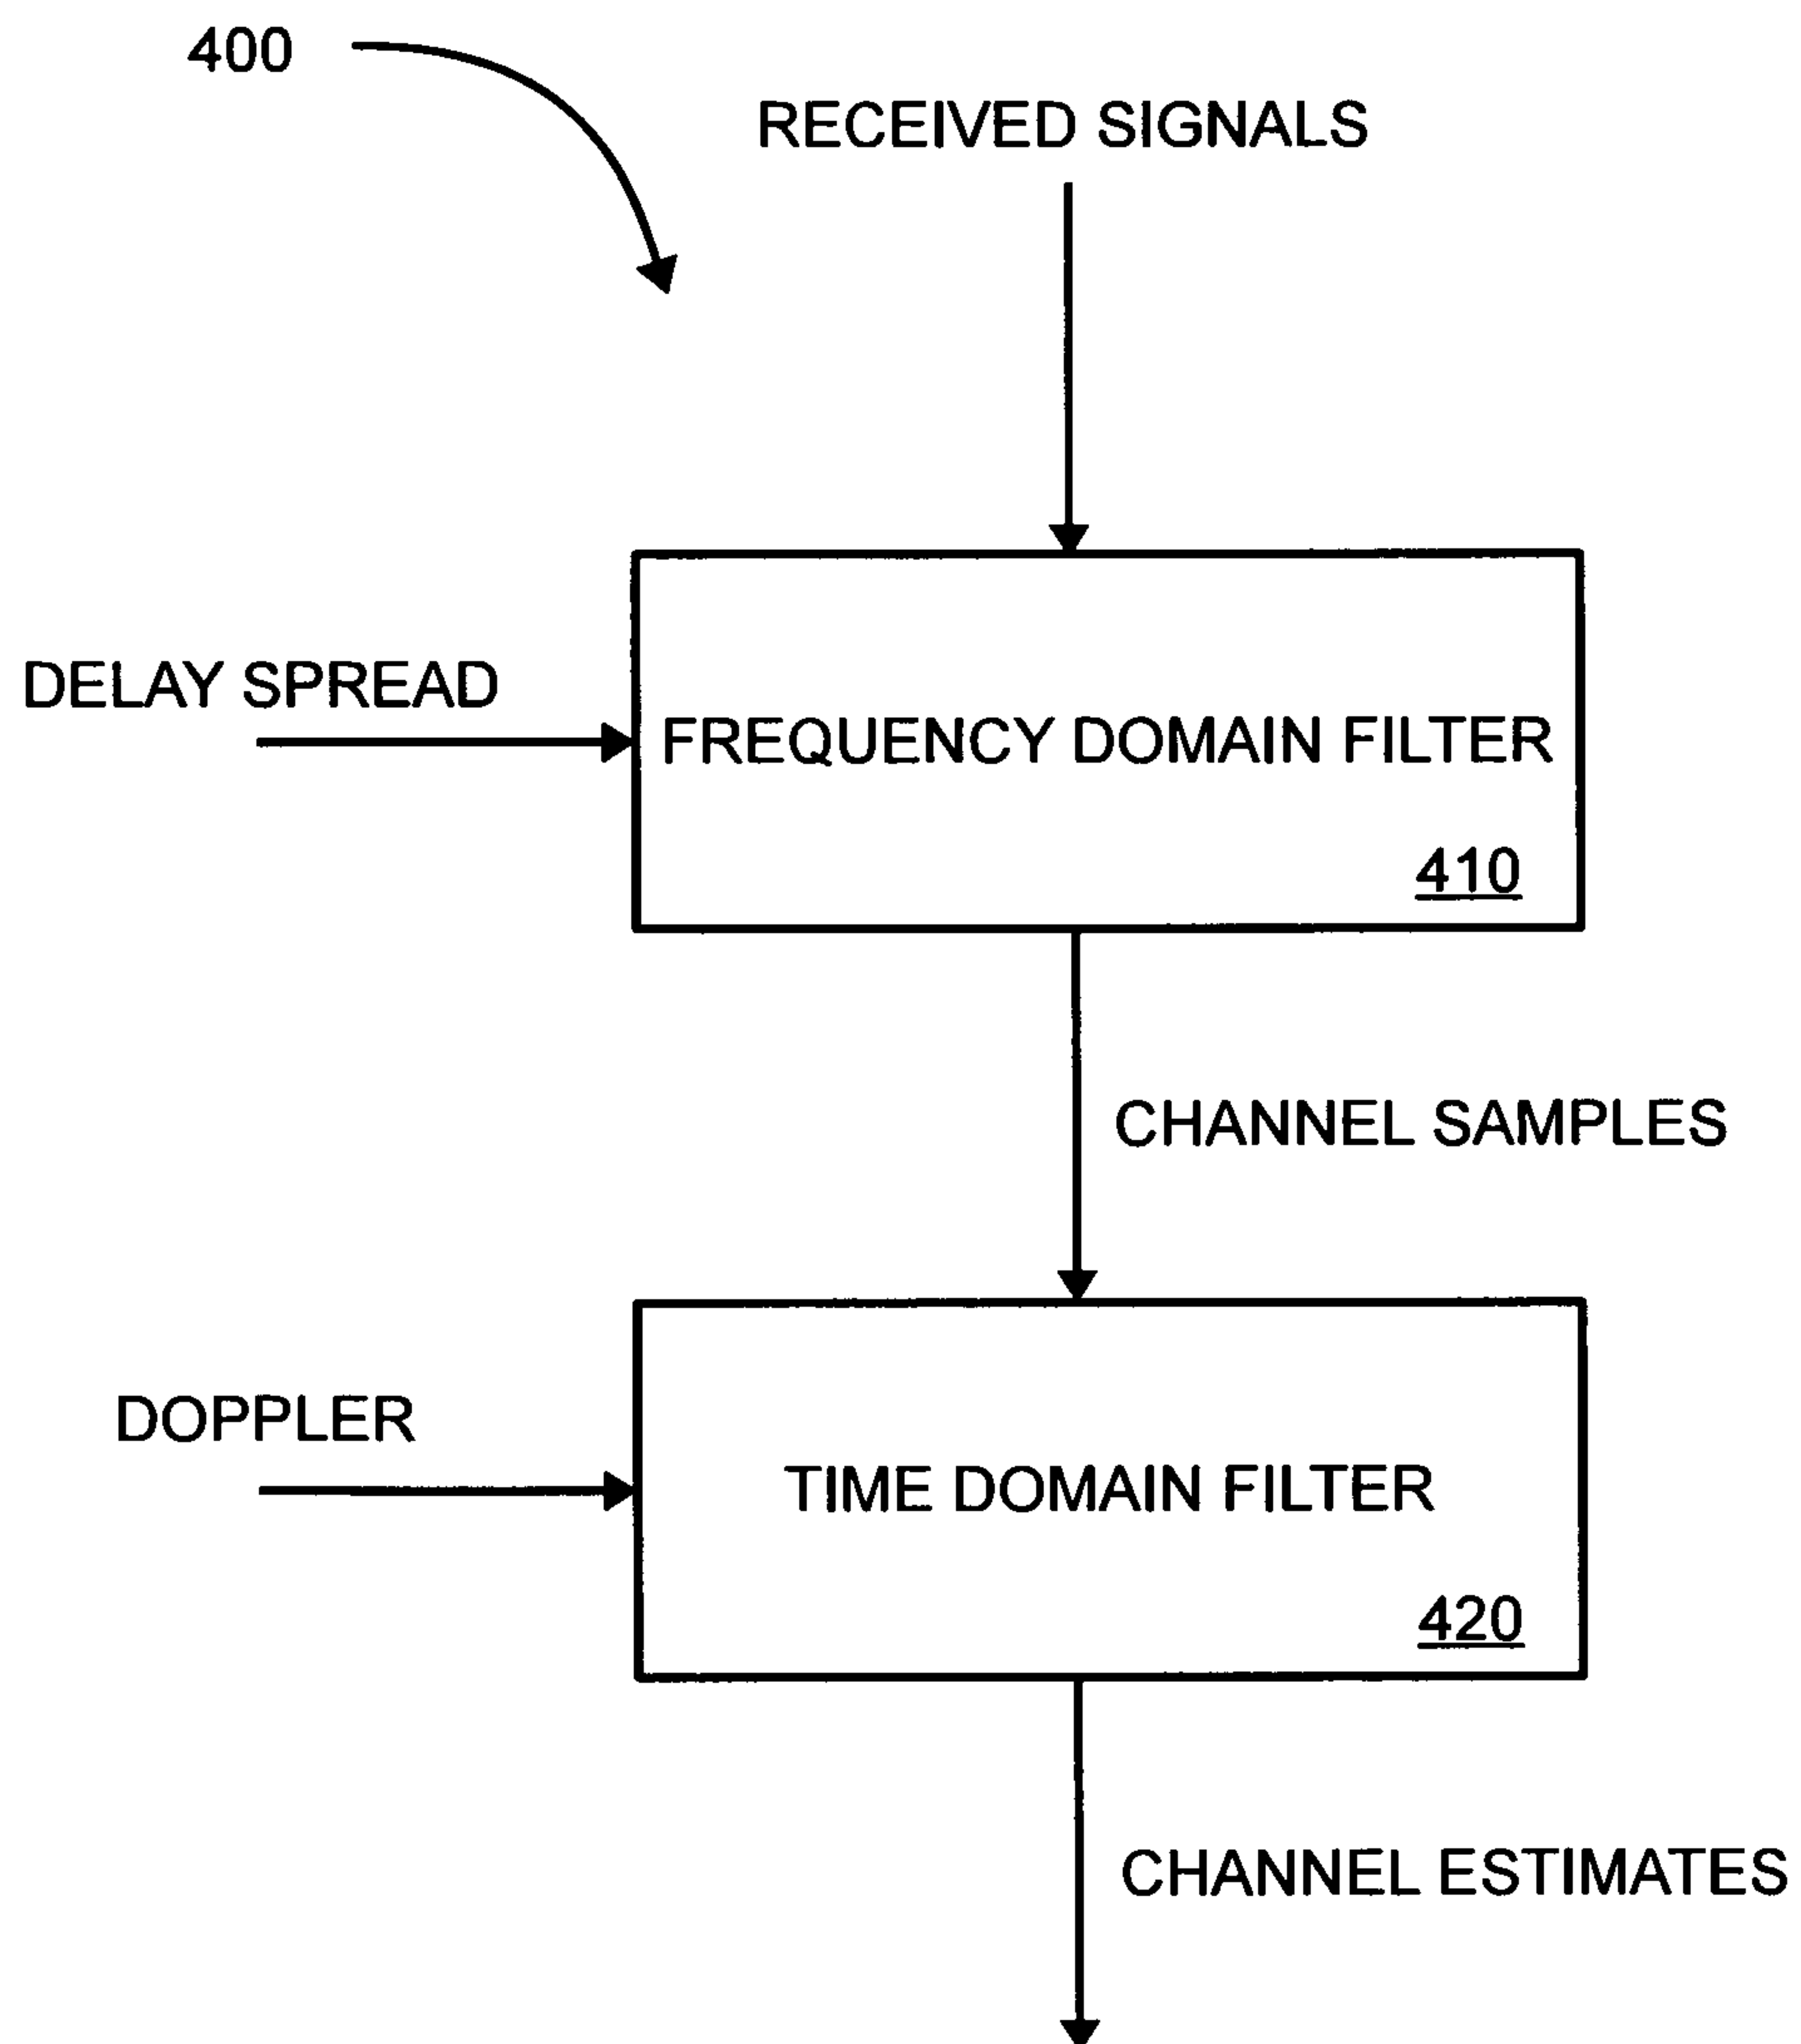 400
RECEIVED SIGNALS
DELAY SPREAD
FREQUENCY DOMAIN FILTER
410
CHANNEL SAMPLES
DOPPLER
TIME DOMAIN FILTER
420
CHANNEL ESTIMATES